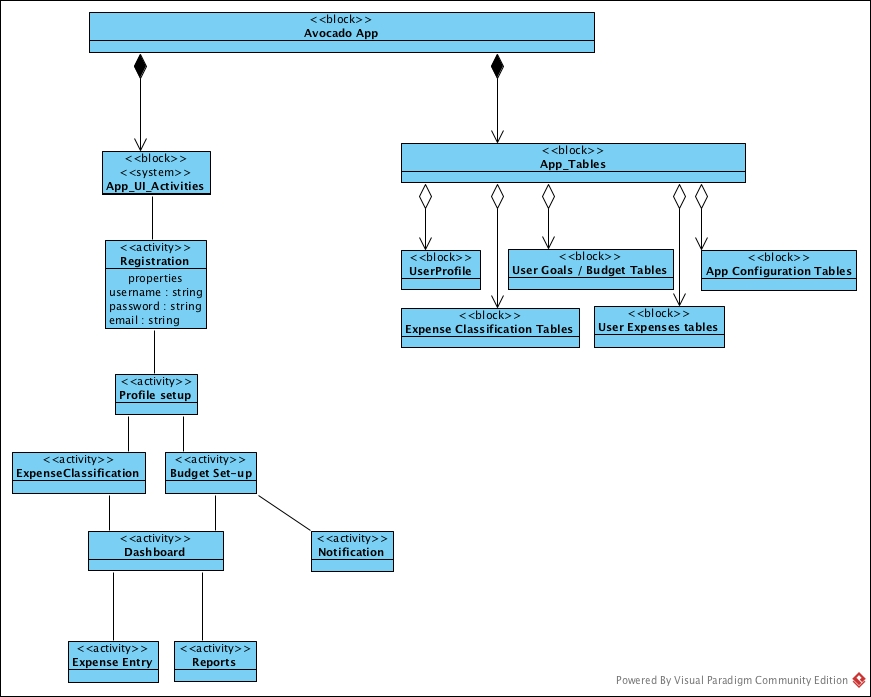 <<block>>
Avocado App
<<block>>
<<system>>
App_UI_Activities
<<block>>
App_Tables
<<activity>>
Registration
properties
username : string
password : string
email : string
<<block>>
UserProfile
<<block>>
User Goals / Budget Tables
<<block>>
App Configuration Tables
<<block>>
Expense Classification Tables
<<block>>
User Expenses tables
<<activity>>
Profile setup
<<activity>>
ExpenseClassification
<<activity>>
Budget Set-up
<<activity>>
Dashboard
<<activity>>
Notification
<<activity>>
Expense Entry
<<activity>>
Reports
Powered By Visual Paradigm Community Edition